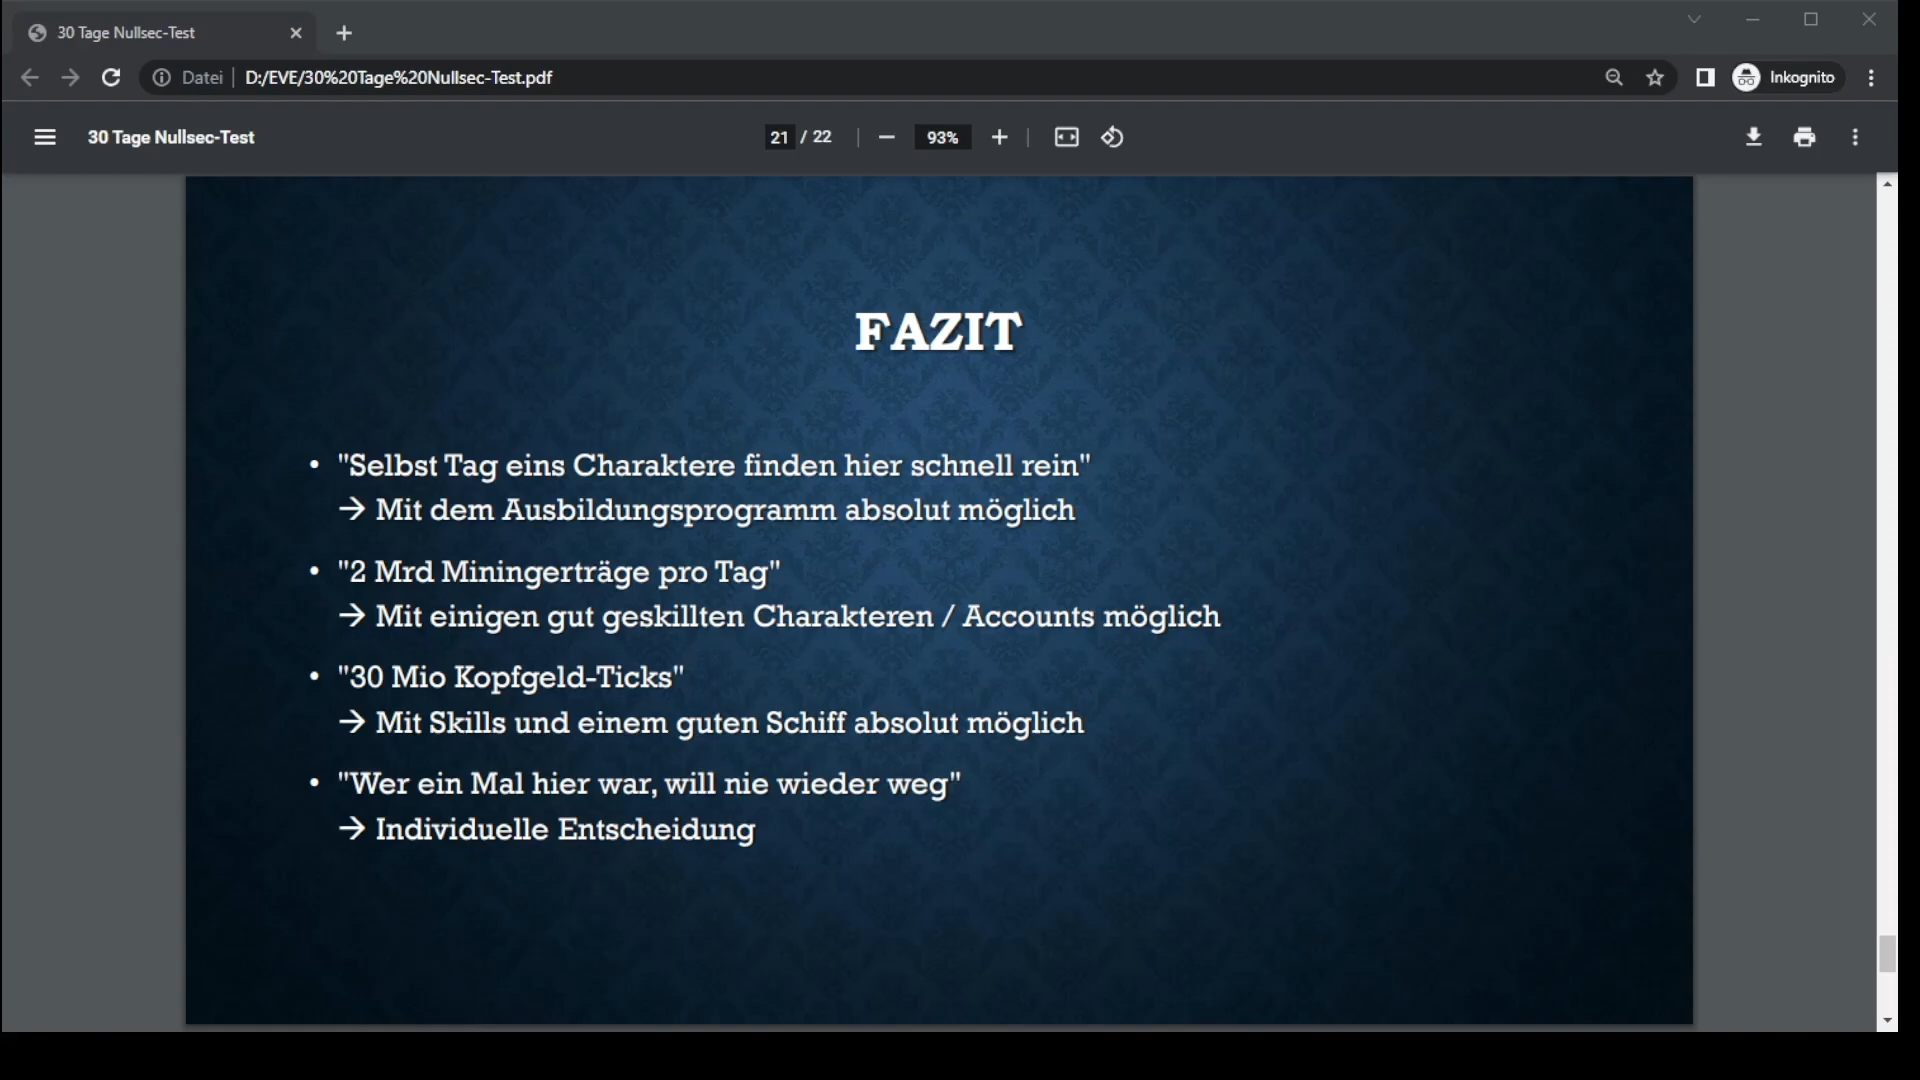 30 Tage Nullsec-Test
Datei D:/EVE/30%20Tage%20Nullsec-Test.pdf Inkognito
30 Tage Nullsec-Test 21 / 22 93%
FAZIT
• "Selbst Tag eins Charaktere finden hier schnell rein"
→ Mit dem Ausbildungsprogramm absolut möglich
• "2 Mrd Miningerträge pro Tag"
→ Mit einigen gut geskillten Charakteren / Accounts möglich
• "30 Mio Kopfgeld-Ticks"
→ Mit Skills und einem guten Schiff absolut möglich
• "Wer ein Mal hier war, will nie wieder weg"
→ Individuelle Entscheidung